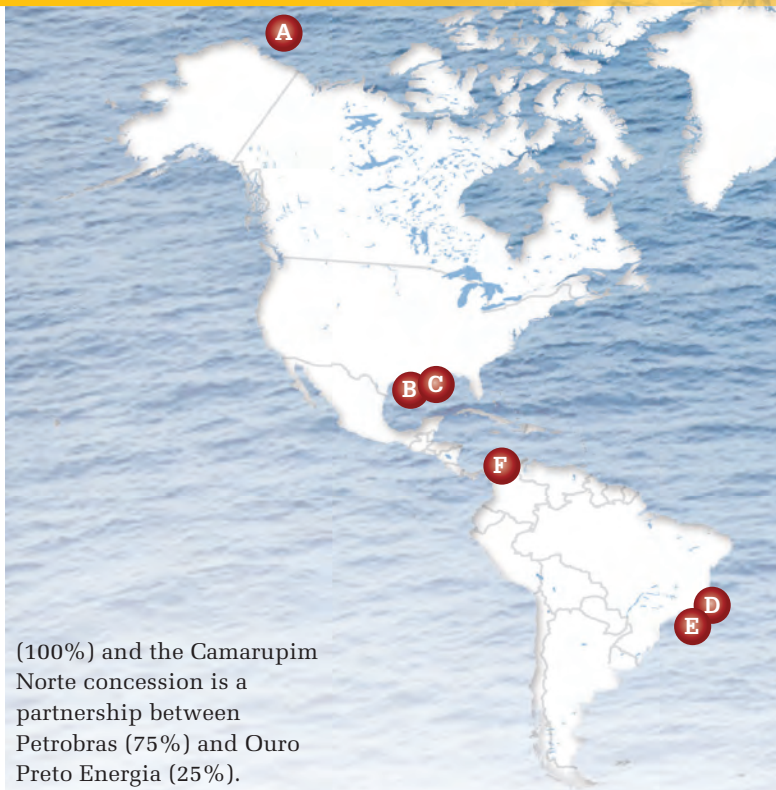 A
B C
F
D
E
(100%) and the Camarupim
Norte concession is a
partnership between
Petrobras (75%) and Ouro
Preto Energia (25%).